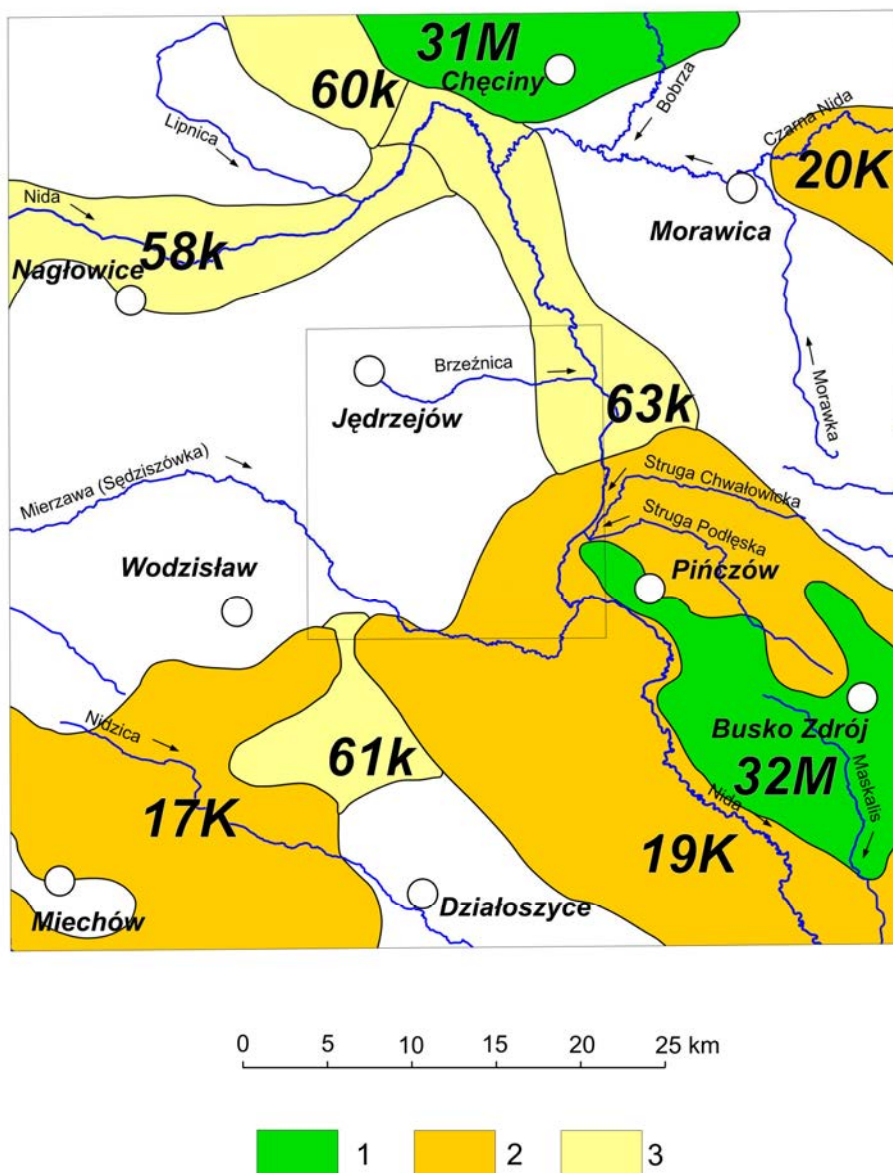 31M
Chęciny
60k
Bobrza
Lipnica
Czarna Nida
20K
Nida
58k
Morawica
Nagłowice
Brzeźnica
Morawka
63k
Jędrzejów
Struga Chwałowicka
Mierzawa (Sędziszówka)
Struga Podłęska
Wodzisław
Pińczów
Nidzica
Busko Zdrój
61k
32M
Maskalis
Nida
17K
19K
Miechów
Działoszyce
0 5 10 15 20 25 km
1 2 3